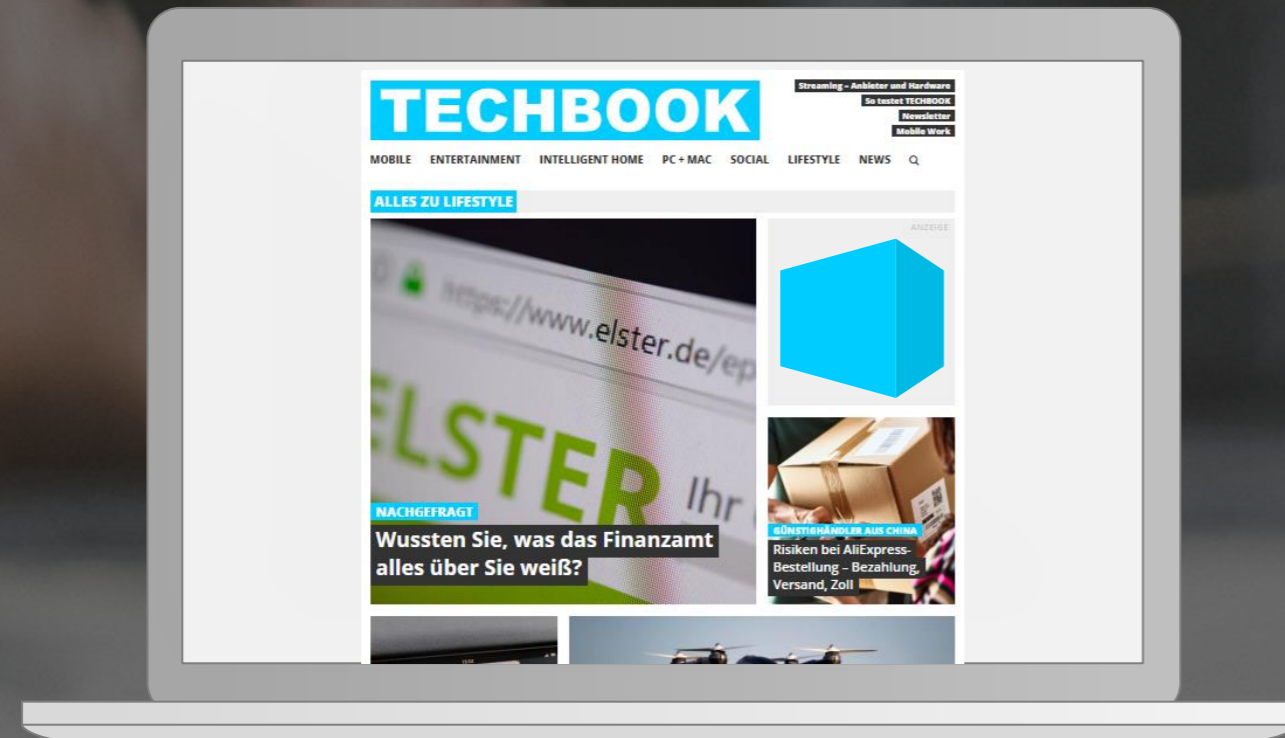 TECHBOOK
Streaming – Anbieter und Hardware
So testet TECHBOOK
Newsletter
Mobile Work
MOBILE ENTERTAINMENT INTELLIGENT HOME PC + MAC SOCIAL LIFESTYLE NEWS
ALLES ZU LIFESTYLE
ANZEIGE
https://www.elster.de/ep
ELSTER Ihr
NACHGEFRAGT
Wussten Sie, was das Finanzamt
alles über Sie weiß?
GÜNSTIGHÄNDLER AUS CHINA
Risiken bei AliExpress-
Bestellung – Bezahlung,
Versand, Zoll